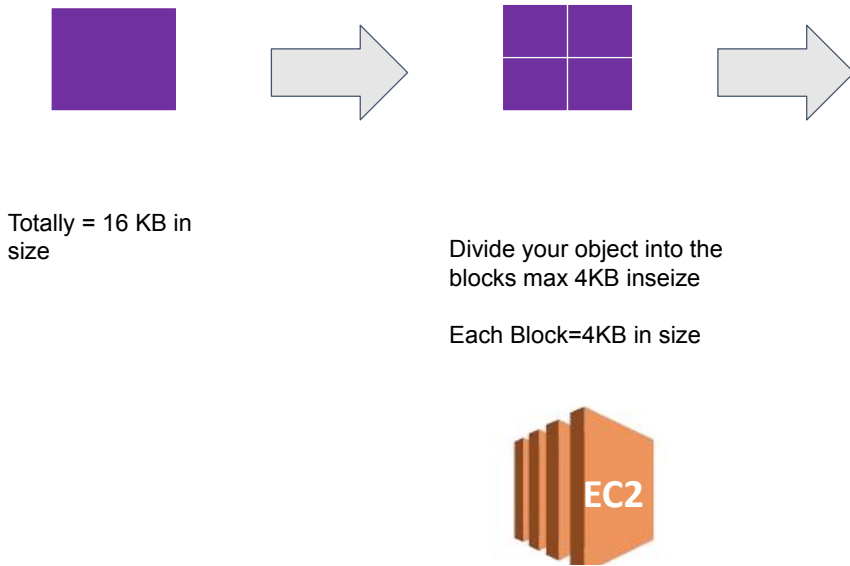 Totally = 16 KB in
size
Divide your object into the
blocks max 4KB inseize
Each Block=4KB in size
EC2